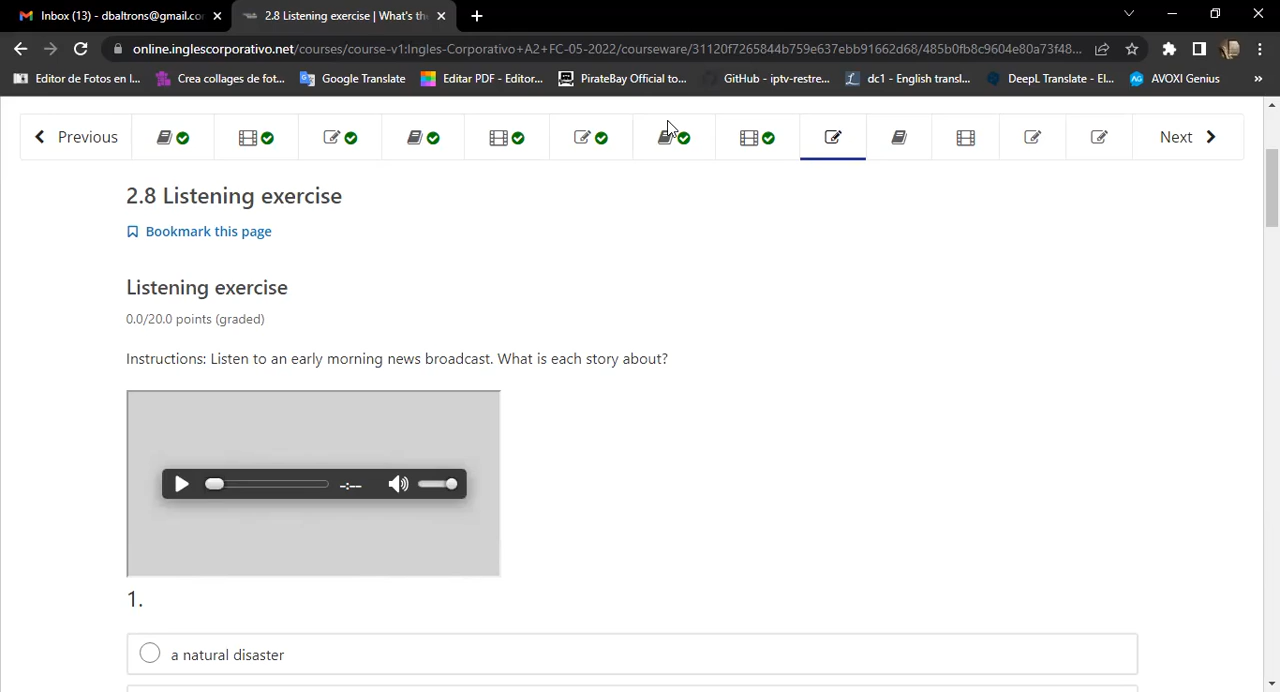 Inbox (13) - dbaltrons@gmail.co
2.8 Listening exercise | What's the
online.inglescorporativo.net/courses/course-v1:Ingles-Corporativo+A2+FC-05-2022/courseware/31120f7265844b759e637ebb91662d68/485b0fb8c9604e80a73f48...
Editor de Fotos en l... Crea collages de fot... Google Translate Editar PDF - Editor... PirateBay Official to... GitHub - iptv-restre... dc1 - English transl... DeepL Translate - El... AVOXI Genius »
Previous Next
2.8 Listening exercise
Bookmark this page
Listening exercise
0.0/20.0 points (graded)
Instructions: Listen to an early morning news broadcast. What is each story about?
-:--
1.
a natural disaster